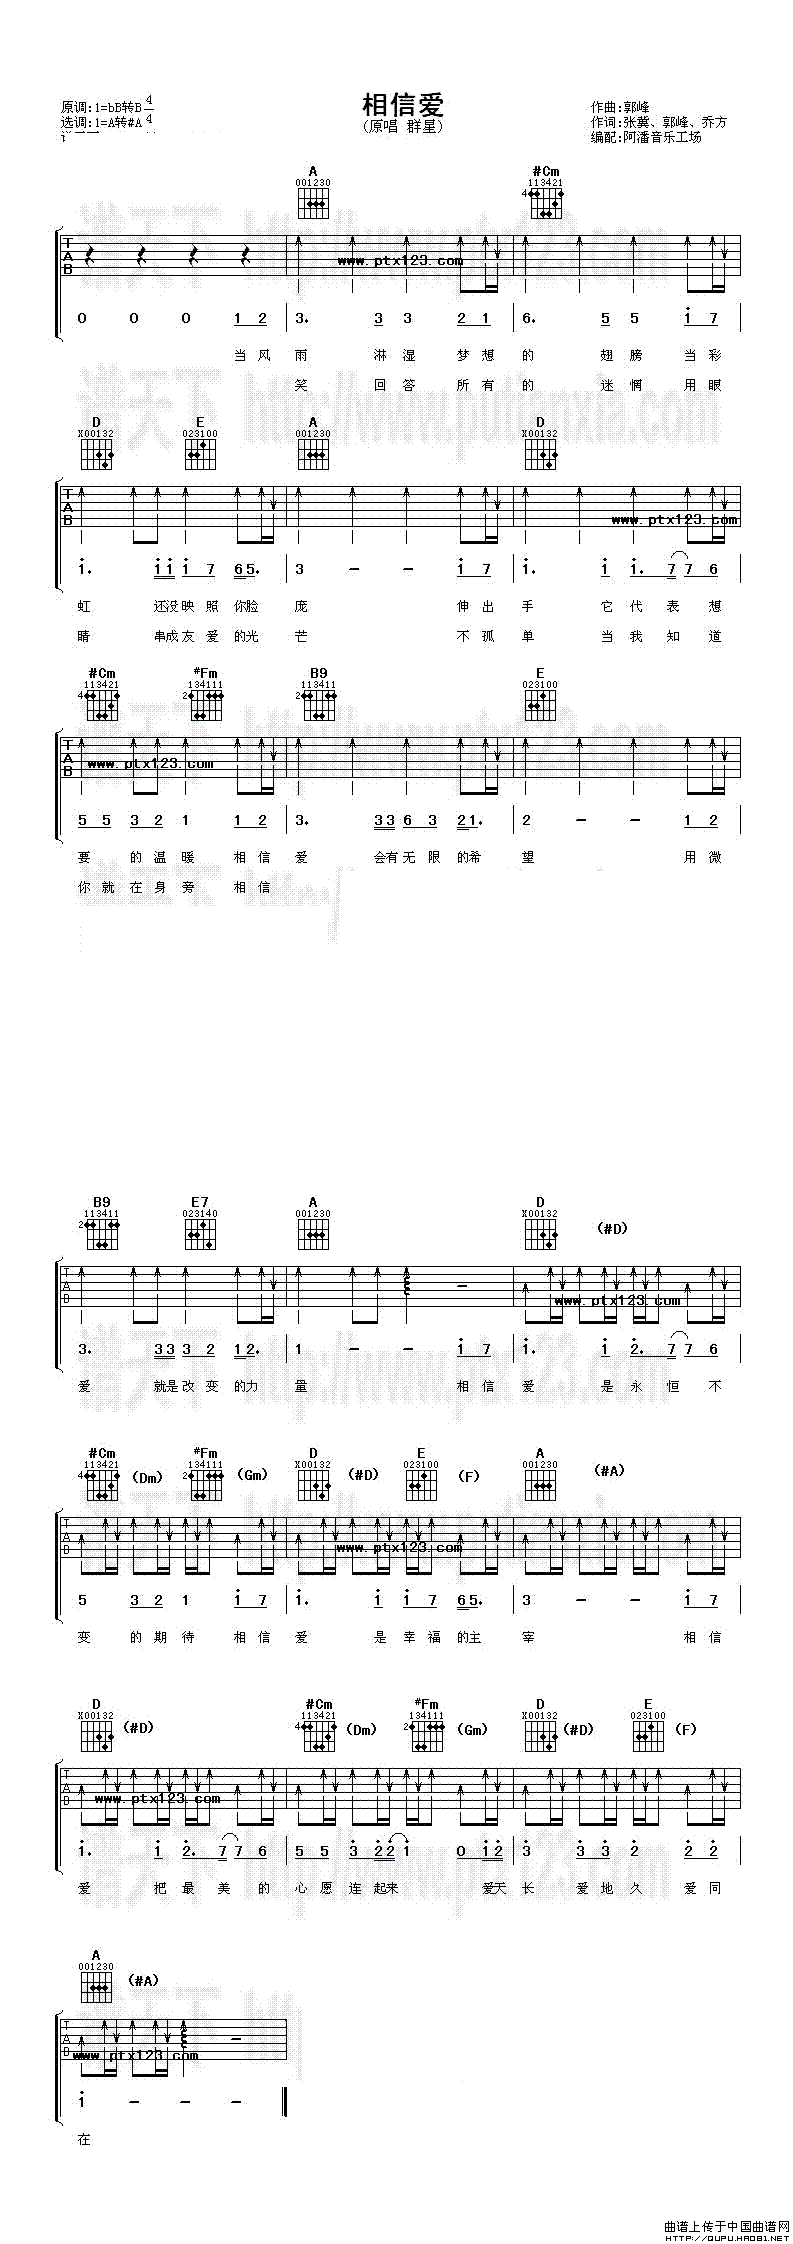 相信爱
(原唱 群星)
原调:1=bB转B 4/4
选调:1=A转#A
作曲:郭峰
作词:张冀、郭峰、乔方
编配:阿潘音乐工场
A #Cm
001230 4 113421
TAB
www.ptx123.com
0 0 0 1 2 3. 3 3 2 1 6. 5 5 1 7
当风雨 淋湿梦想的 翅膀当彩
笑 回答所有的 迷惘用眼
D E A D
X00132 023100 001230 X00132
TAB
www.ptx123.com
1. 1 1 1 7 6 5. 3 - - 1 7 1. 1 1. 7 7 6
虹 还没映照你脸庞 伸出手 它代表想
睛 串成友爱的光芒 不孤单 当我知道
#Cm #Fm B9 E
4 113421 2 134111 2 113411 023100
TAB
www.ptx123.com
5 5 3 2 1 1 2 3. 3 3 6 3 2 1. 2 - - 1 2
要 的温暖 相信爱 会有无限的希望 用微
你就在身旁 相信
B9 E7 A D (#D)
2 113411 023140 001230 X00132
TAB
www.ptx123.com
3. 3 3 3 2 1 2. 1 - - 1 7 1. 1 2. 7 7 6
爱 就是改变的力量 相信爱 是永恒不
#Cm (Dm) #Fm (Gm) D (#D) E (F) A (#A)
4 113421 2 134111 X00132 023100 001230
TAB
www.ptx123.com
5 3 2 1 1 7 1. 1 1 7 6 5. 3 - - 1 7
变 的期待 相信爱 是幸福的主宰 相信
D (#D) #Cm (Dm) #Fm (Gm) D (#D) E (F)
X00132 4 113421 2 134111 X00132 023100
TAB
www.ptx123.com
1. 1 2. 7 7 6 5 5 3 2 2 1 0 1 2 3 3 3 2 2 2
爱 把最美的心愿连起来 爱天长 爱地久 爱同
A (#A)
001230
TAB
www.ptx123.com
1 - - -
在
曲谱上传于中国曲谱网
HTTP://QUPU.HAO81.NET